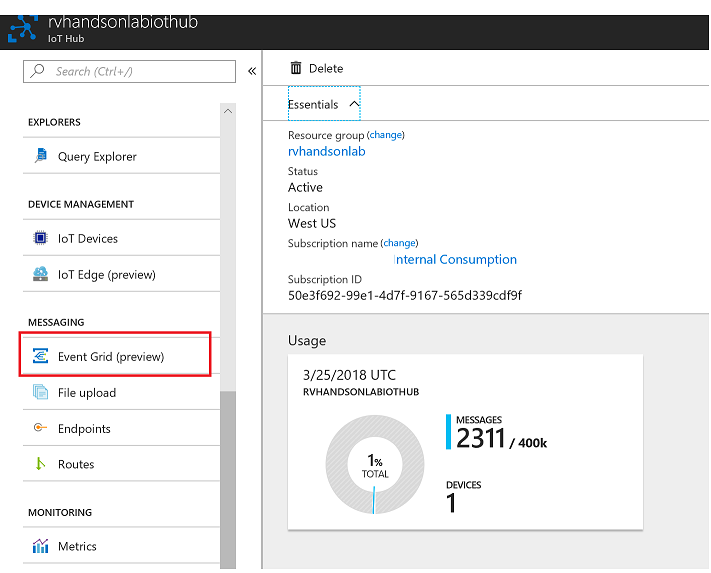 rvhandsonlabiothub
IoT Hub
Search (Ctrl+/)
«
EXPLORERS
Query Explorer
DEVICE MANAGEMENT
IoT Devices
IoT Edge (preview)
MESSAGING
Event Grid (preview)
File upload
Endpoints
Routes
MONITORING
Metrics
Delete
Essentials
Resource group (change)
rvhandsonlab
Status
Active
Location
West US
Subscription name (change)
Internal Consumption
Subscription ID
50e3f692-99e1-4d7f-9167-565d339cdf9f
Usage
3/25/2018 UTC
RVHANDSONLABIOTHUB
1%
TOTAL
MESSAGES
2311 / 400k
DEVICES
1